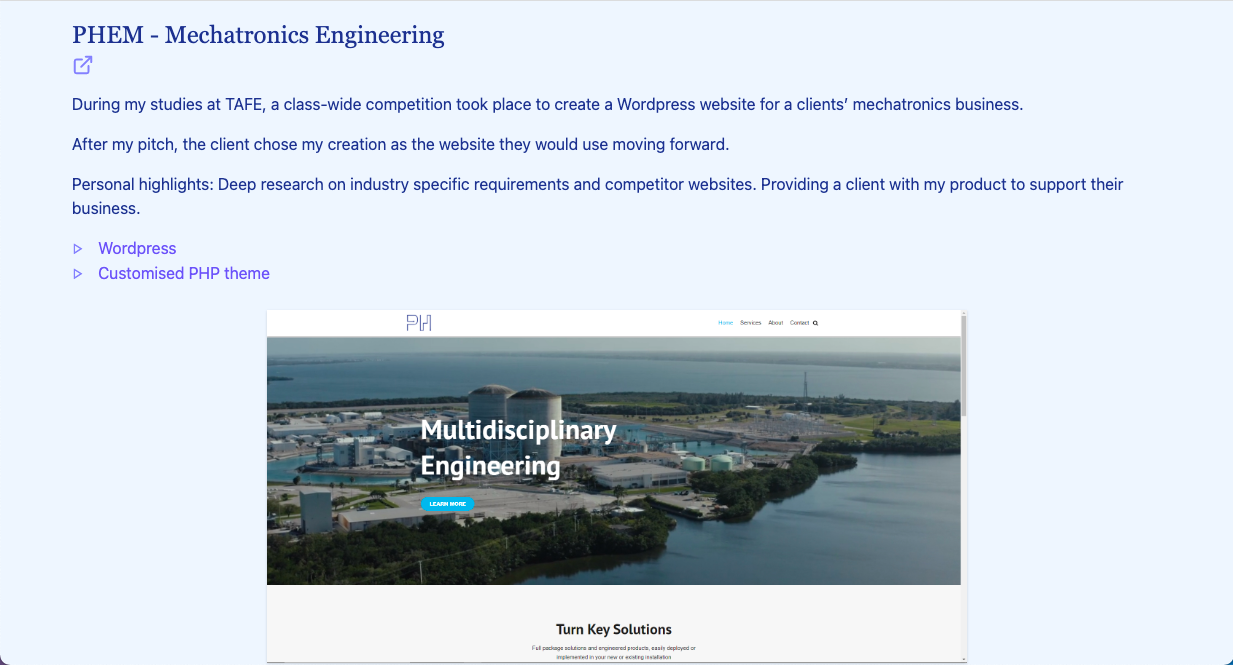 PHEM - Mechatronics Engineering
During my studies at TAFE, a class-wide competition took place to create a Wordpress website for a clients’ mechatronics business.
After my pitch, the client chose my creation as the website they would use moving forward.
Personal highlights: Deep research on industry specific requirements and competitor websites. Providing a client with my product to support their
business.
Wordpress
Customised PHP theme
PH
Home Services About Contact
Multidisciplinary
Engineering
LEARN MORE
Turn Key Solutions
Full package solutions and engineered products, easily deployed or
implemented in your new or existing installation